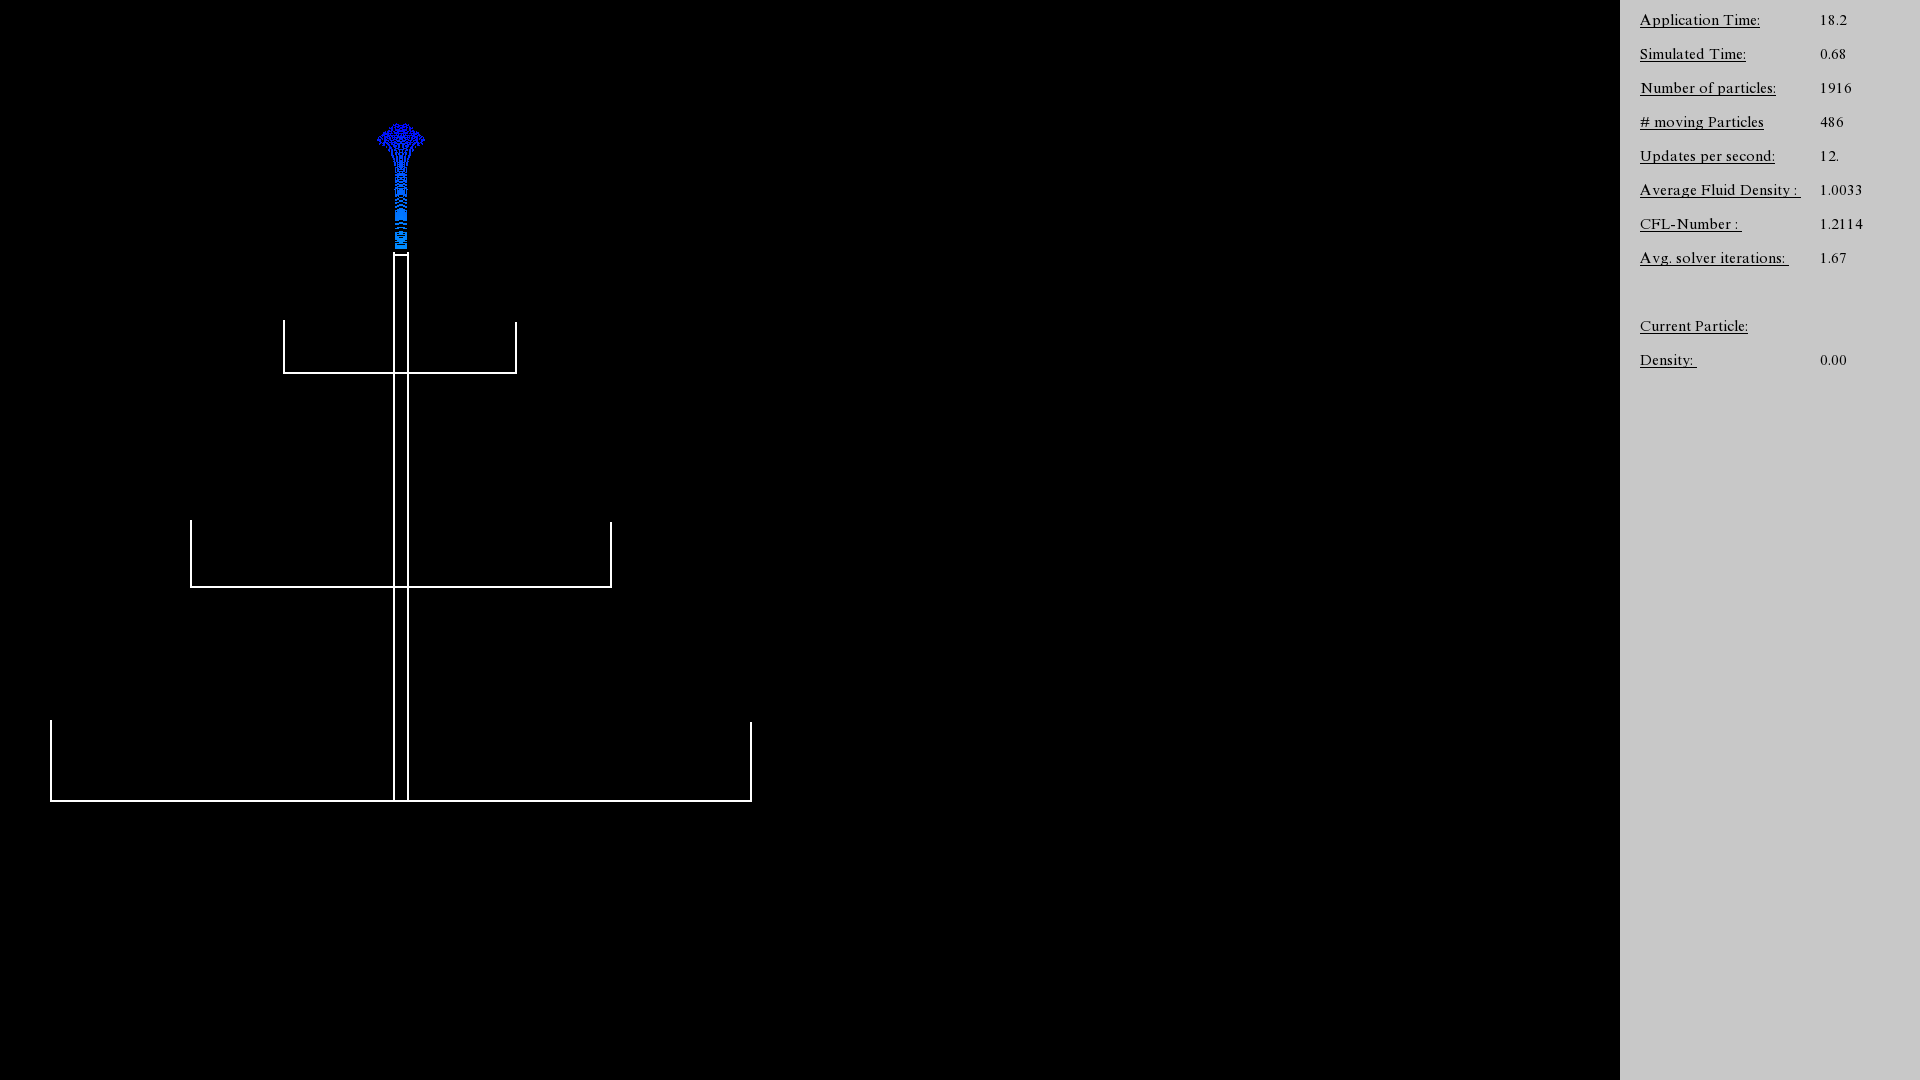 Application Time: 18.2
Simulated Time: 0.68
Number of particles: 1916
# moving Particles 486
Updates per second: 12.
Average Fluid Density : 1.0033
CFL-Number : 1.2114
Avg. solver iterations: 1.67
Current Particle:
Density: 0.00